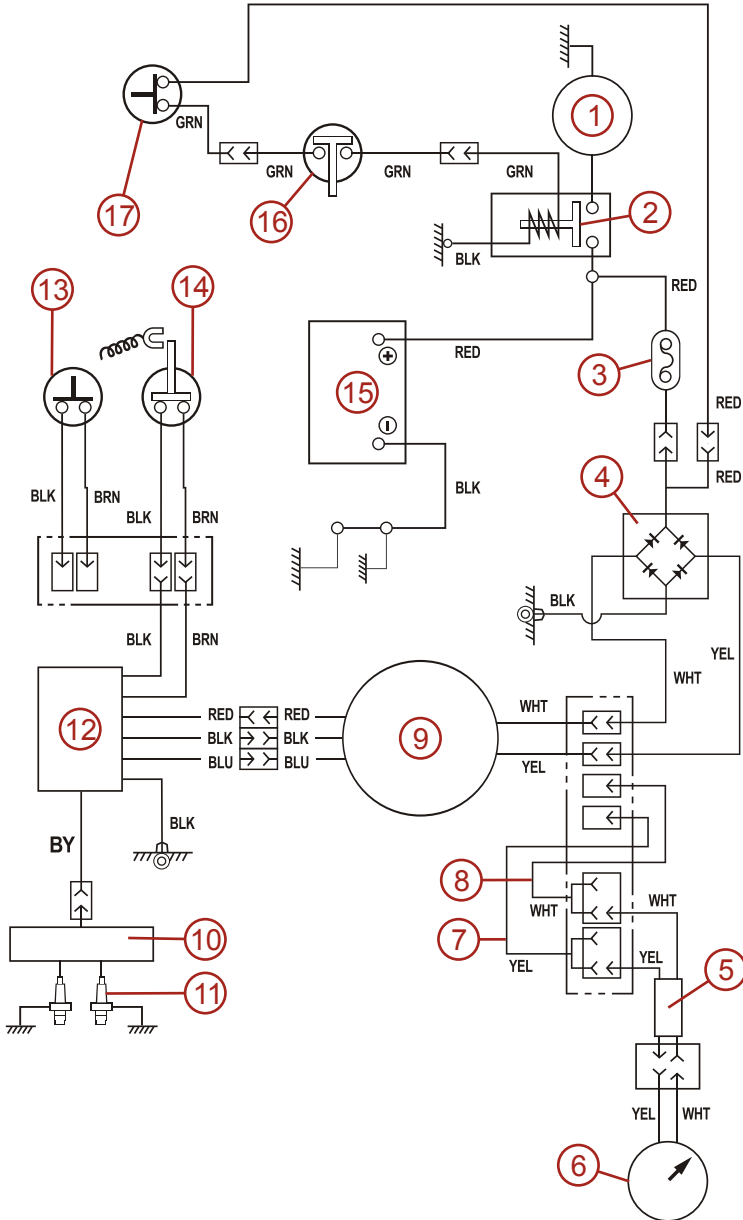 1
GRN
GRN
GRN
GRN
17
16
2
BLK
13
14
RED
15
RED
3
RED
RED
BLK
BLK
BRN
BLK
BRN
4
BLK
BLK
BRN
YEL
WHT
12
RED
RED
BLK
BLK
BLU
BLU
9
WHT
YEL
BLK
BY
8
WHT
WHT
7
YEL
YEL
10
11
5
YEL
WHT
6